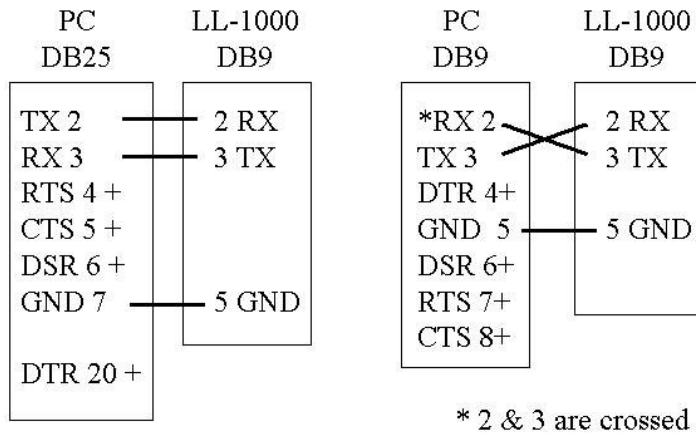 PC
DB25
LL-1000
DB9
TX 2
RX 3
RTS 4 +
CTS 5 +
DSR 6 +
GND 7
DTR 20 +
2 RX
3 TX
5 GND
PC
DB9
LL-1000
DB9
*RX 2
TX 3
DTR 4+
GND 5
DSR 6+
RTS 7+
CTS 8+
2 RX
3 TX
5 GND
* 2 & 3 are crossed